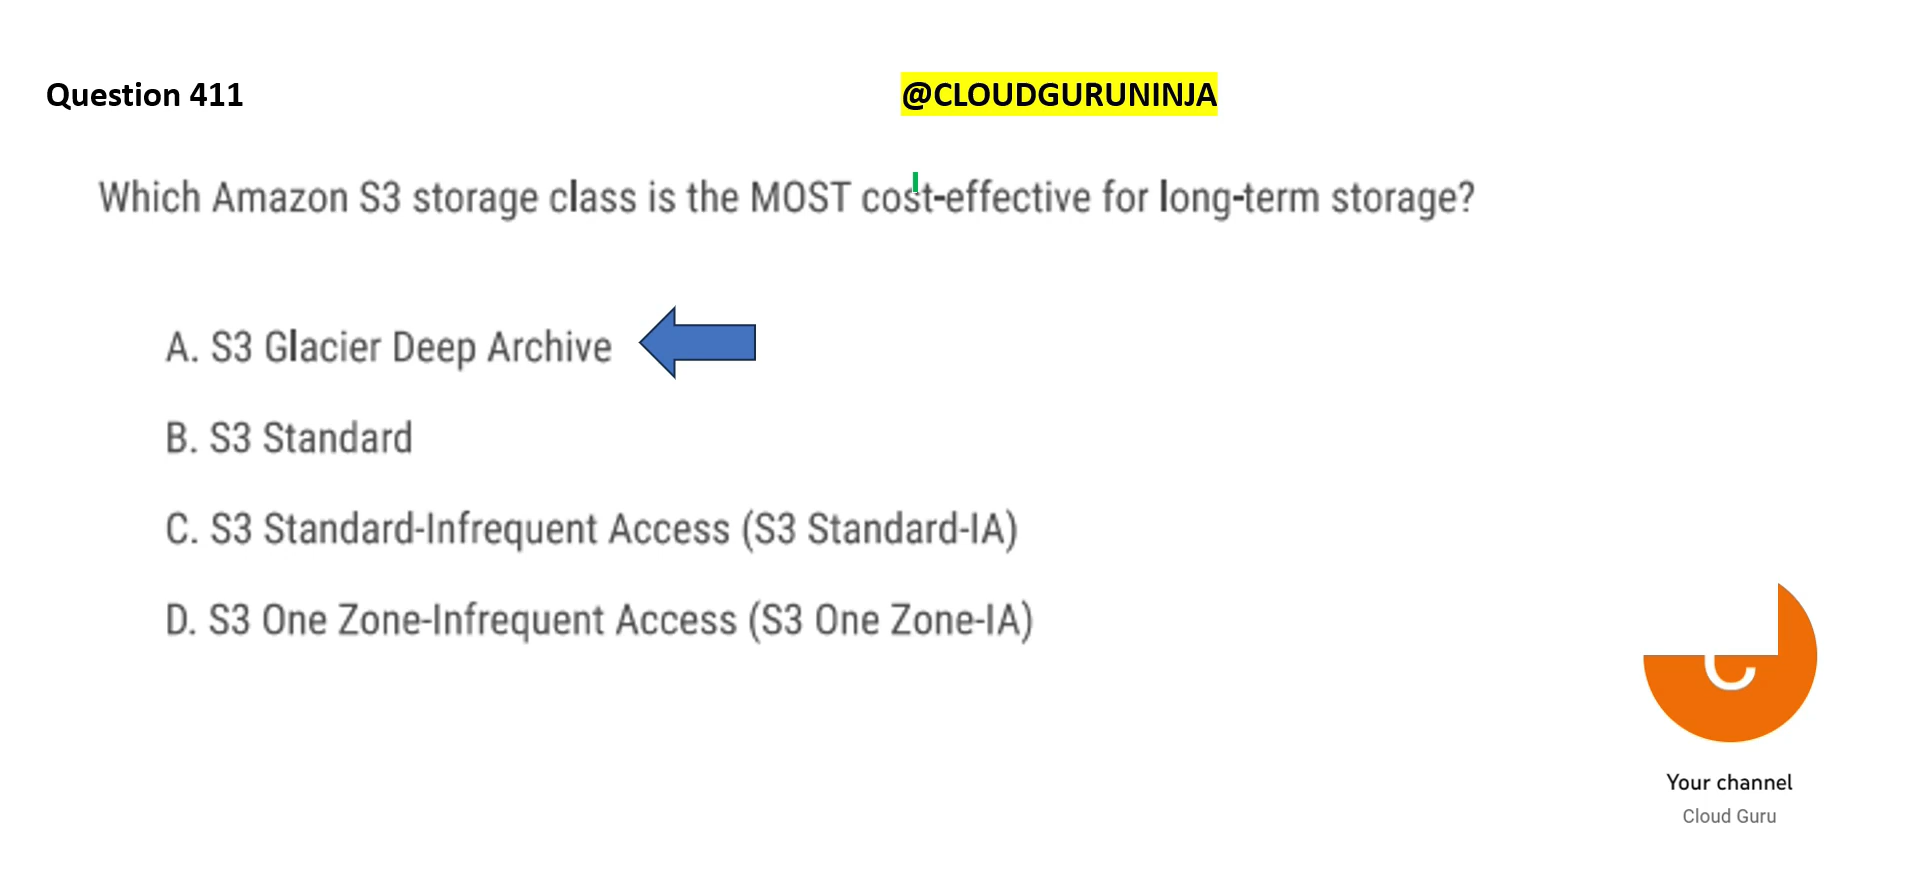 Question 411
@CLOUDGURUNINJA
Which Amazon S3 storage class is the MOST cost-effective for long-term storage?
A. S3 Glacier Deep Archive
B. S3 Standard
C. S3 Standard-Infrequent Access (S3 Standard-IA)
D. S3 One Zone-Infrequent Access (S3 One Zone-IA)
Your channel
Cloud Guru